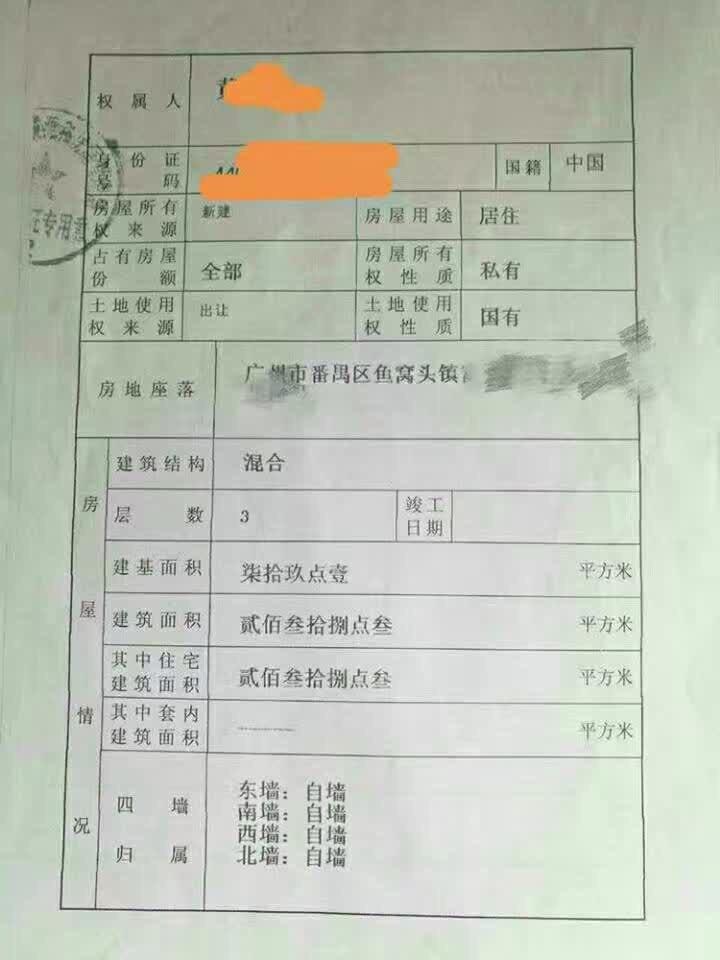 权属人 黄
身份证 国籍 中国
号码 44
房屋所有 新建 房屋用途 居住
权来源
占有房屋 全部 房屋所有 私有
份额 权性质
土地使用 出让 土地使用 国有
权来源 权性质
房地座落 广州市番禺区鱼窝头镇
房屋情况
建筑结构 混合
层数 3 竣工
日期
建基面积 柒拾玖点壹 平方米
建筑面积 贰佰叁拾捌点叁 平方米
其中住宅 贰佰叁拾捌点叁 平方米
建筑面积
其中套内 平方米
建筑面积
四墙 东墙：自墙
南墙：自墙
西墙：自墙
归属 北墙：自墙
证专用章